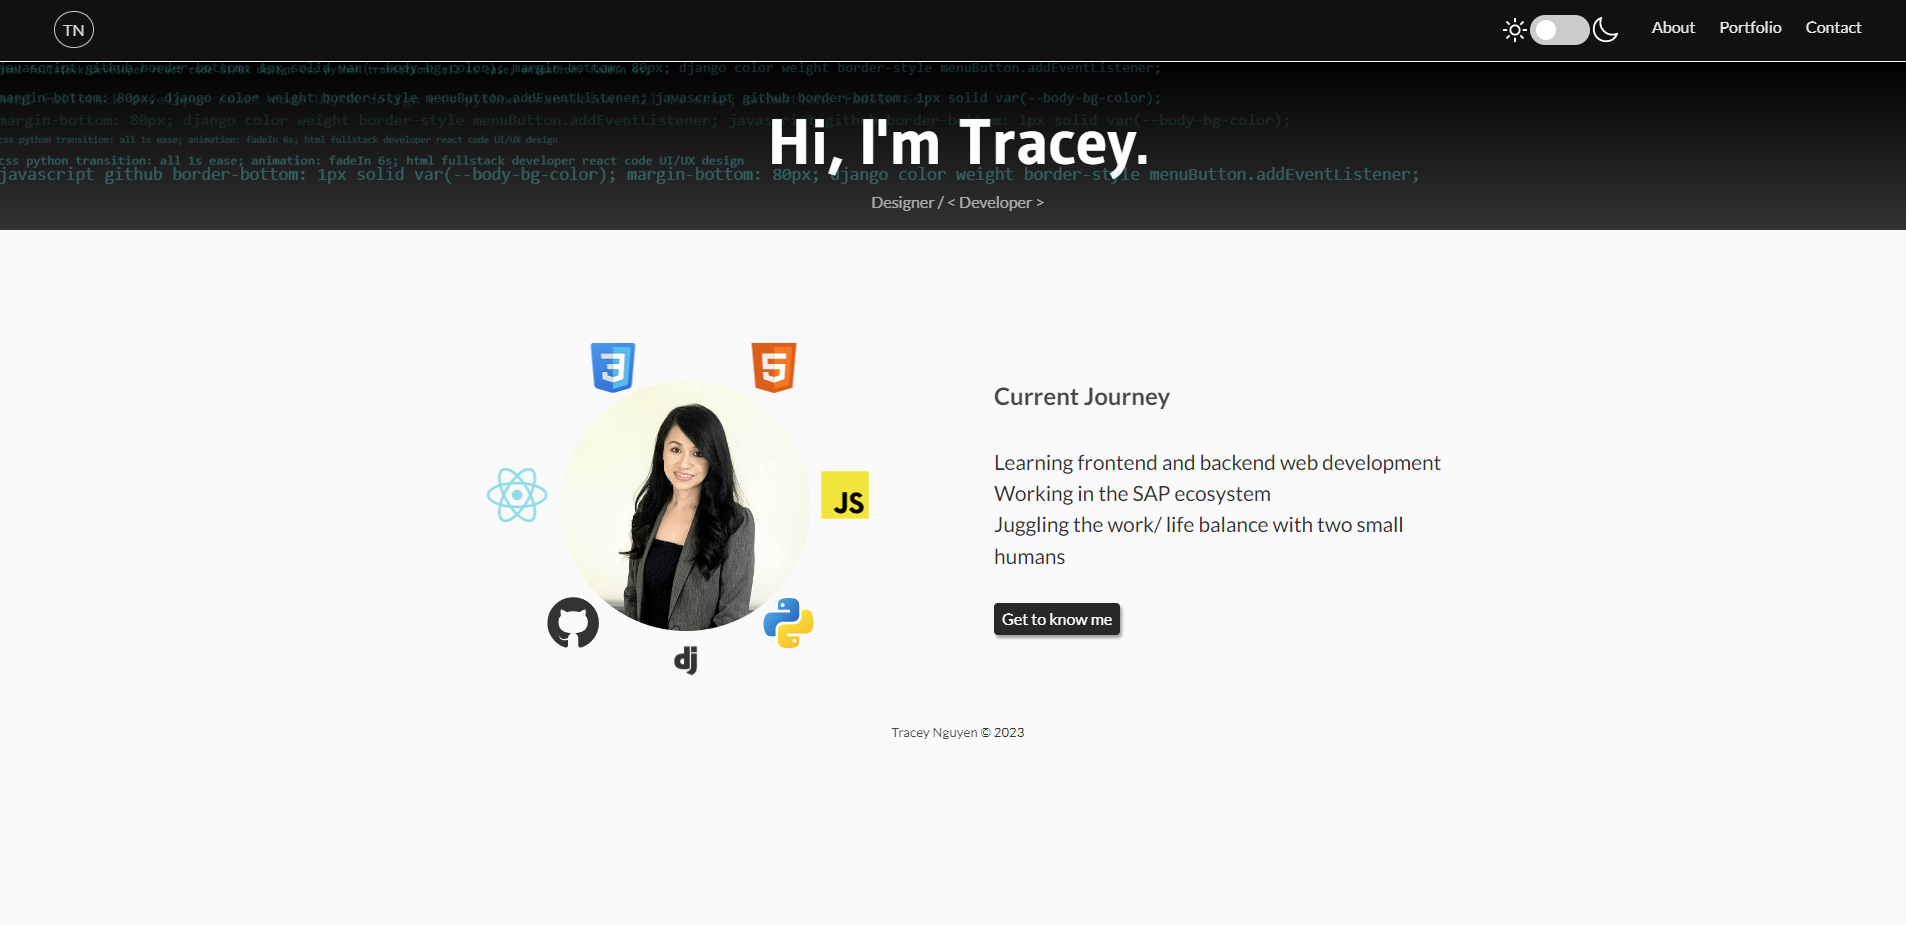 TN
About
Portfolio
Contact
javascript github border-bottom: 1px solid var(--body-bg-color); margin-bottom: 80px; django color weight border-style menuButton.addEventListener;
margin-bottom: 80px; django color weight border-style menuButton.addEventListener; javascript github border-bottom: 1px solid var(--body-bg-color);
margin-bottom: 80px; django color weight border-style menuButton.addEventListener; javascript github border-bottom: 1px solid var(--body-bg-color);
Hi, I'm Tracey.
css python transition: all 1s ease; animation: fadeIn 6s; html fullstack developer react code UI/UX design
css python transition: all 1s ease; animation: fadeIn 6s; html fullstack developer react code UI/UX design
javascript github border-bottom: 1px solid var(--body-bg-color); margin-bottom: 80px; django color weight border-style menuButton.addEventListener;
Designer / < Developer >
3
5
Current Journey
Learning frontend and backend web development
Working in the SAP ecosystem
JS
Juggling the work/ life balance with two small
humans
Get to know me
dj
Tracey Nguyen © 2023